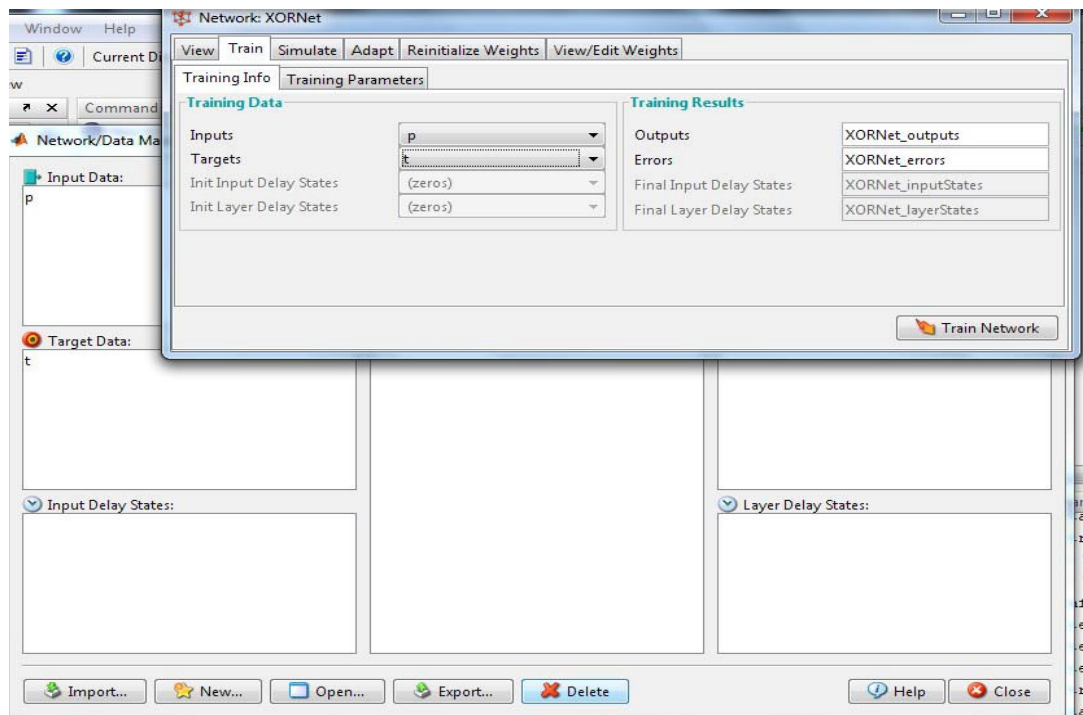 Window Help
Network: XORNet
Current Di
View Train Simulate Adapt Reinitialize Weights View/Edit Weights
Training Info Training Parameters
Command
Training Data
Training Results
Inputs p
Outputs XORNet_outputs
Network/Data Ma
Targets t
Errors XORNet_errors
Input Data:
Init Input Delay States (zeros)
Final Input Delay States XORNet_inputStates
p
Init Layer Delay States (zeros)
Final Layer Delay States XORNet_layerStates
Train Network
Target Data:
t
Input Delay States:
Layer Delay States:
Import... New... Open... Export... Delete Help Close